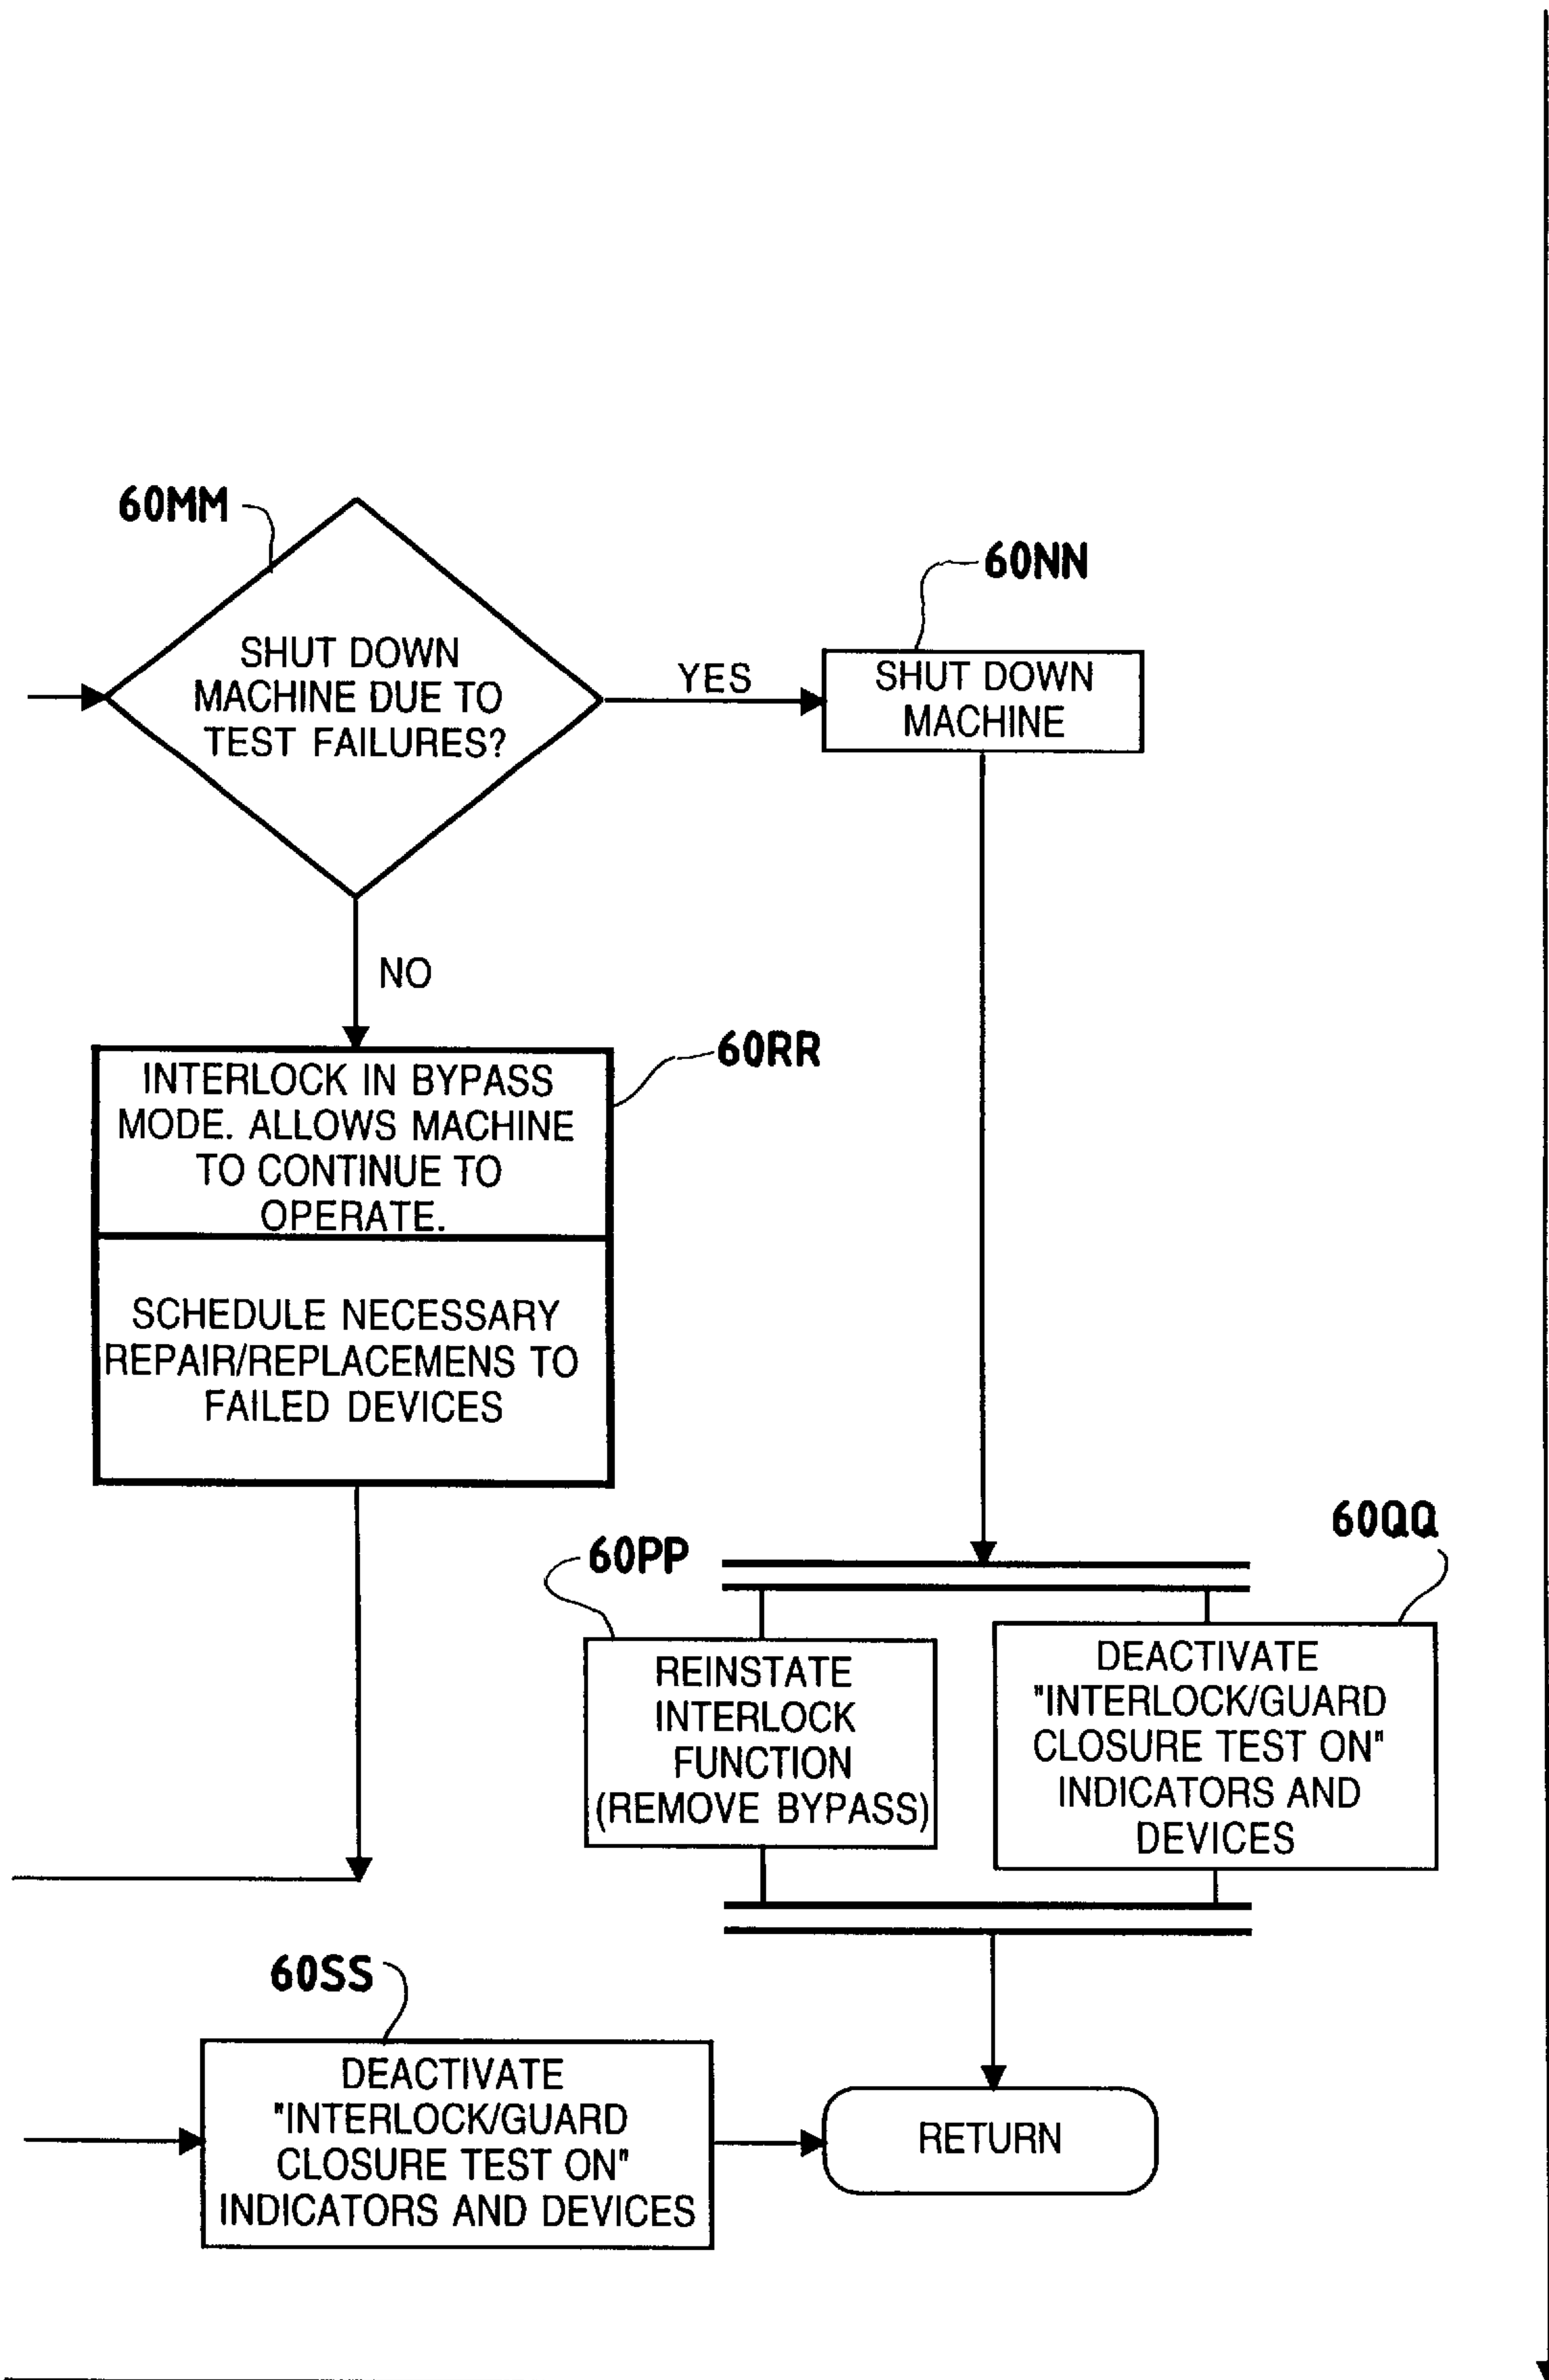 60MM
60NN
SHUT DOWN
MACHINE DUE TO
TEST FAILURES?
YES
SHUT DOWN
MACHINE
NO
60RR
INTERLOCK IN BYPASS
MODE. ALLOWS MACHINE
TO CONTINUE TO
OPERATE.
SCHEDULE NECESSARY
REPAIR/REPLACEMENS TO
FAILED DEVICES
60PP
60QQ
REINSTATE
INTERLOCK
FUNCTION
(REMOVE BYPASS)
DEACTIVATE
"INTERLOCK/GUARD
CLOSURE TEST ON"
INDICATORS AND
DEVICES
60SS
DEACTIVATE
"INTERLOCK/GUARD
CLOSURE TEST ON"
INDICATORS AND DEVICES
RETURN